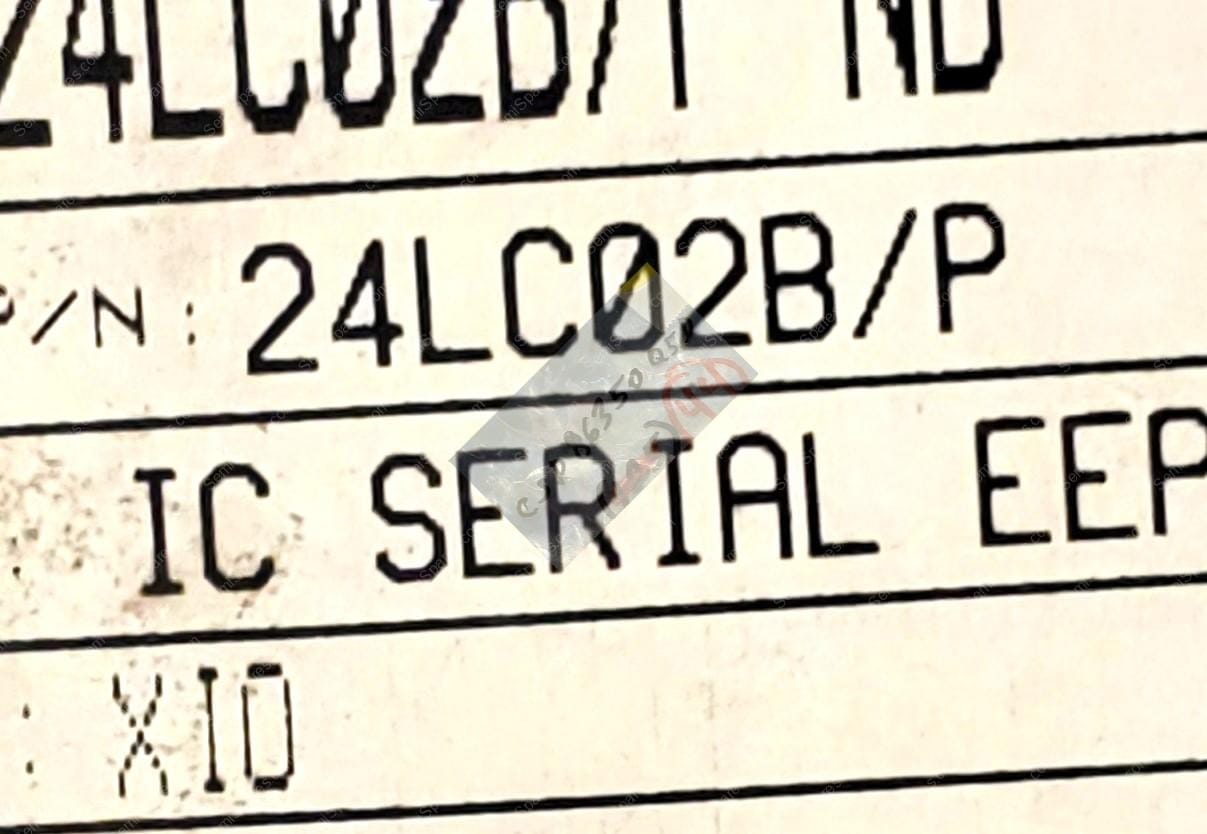 24LC02B/P ND
P/N: 24LC02B/P
IC SERIAL EEP
: XIO